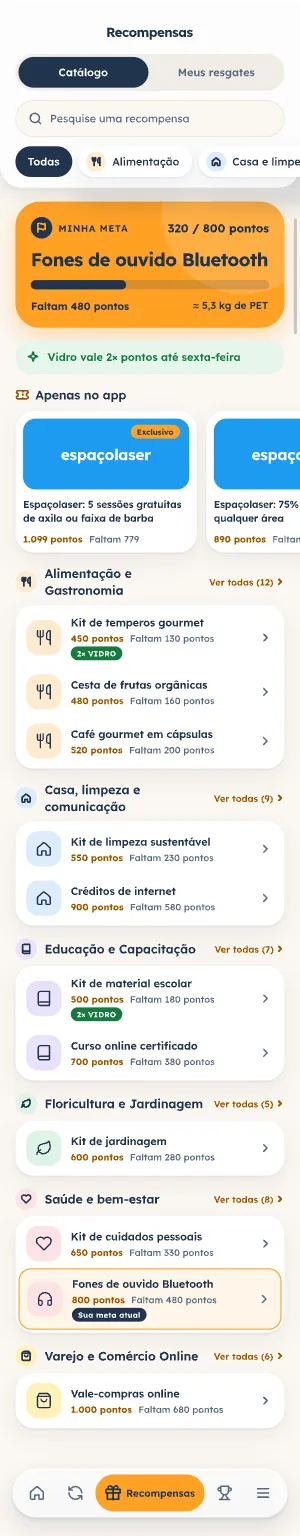 Recompensas
Catálogo
Meus resgates
Pesquise uma recompensa
Todas
Alimentação
Casa e limpe
MINHA META
320 / 800 pontos
Fones de ouvido Bluetooth
Faltam 480 pontos
≈ 5,3 kg de PET
Vidro vale 2× pontos até sexta-feira
Apenas no app
Exclusivo
espaçolaser
espaço
Espaçolaser: 5 sessões gratuitas
de axila ou faixa de barba
1.099 pontos Faltam 779
Espaçolaser: 75%
qualquer área
890 pontos Faltam
Alimentação e
Gastronomia
Ver todas (12)
Kit de temperos gourmet
450 pontos Faltam 130 pontos
2× VIDRO
Cesta de frutas orgânicas
480 pontos Faltam 160 pontos
Café gourmet em cápsulas
520 pontos Faltam 200 pontos
Casa, limpeza e
comunicação
Ver todas (9)
Kit de limpeza sustentável
550 pontos Faltam 230 pontos
Créditos de internet
900 pontos Faltam 580 pontos
Educação e Capacitação
Ver todas (7)
Kit de material escolar
500 pontos Faltam 180 pontos
2× VIDRO
Curso online certificado
700 pontos Faltam 380 pontos
Floricultura e Jardinagem
Ver todas (5)
Kit de jardinagem
600 pontos Faltam 280 pontos
Saúde e bem-estar
Ver todas (8)
Kit de cuidados pessoais
650 pontos Faltam 330 pontos
Fones de ouvido Bluetooth
800 pontos Faltam 480 pontos
Sua meta atual
Varejo e Comércio Online
Ver todas (6)
Vale-compras online
1.000 pontos Faltam 680 pontos
Recompensas